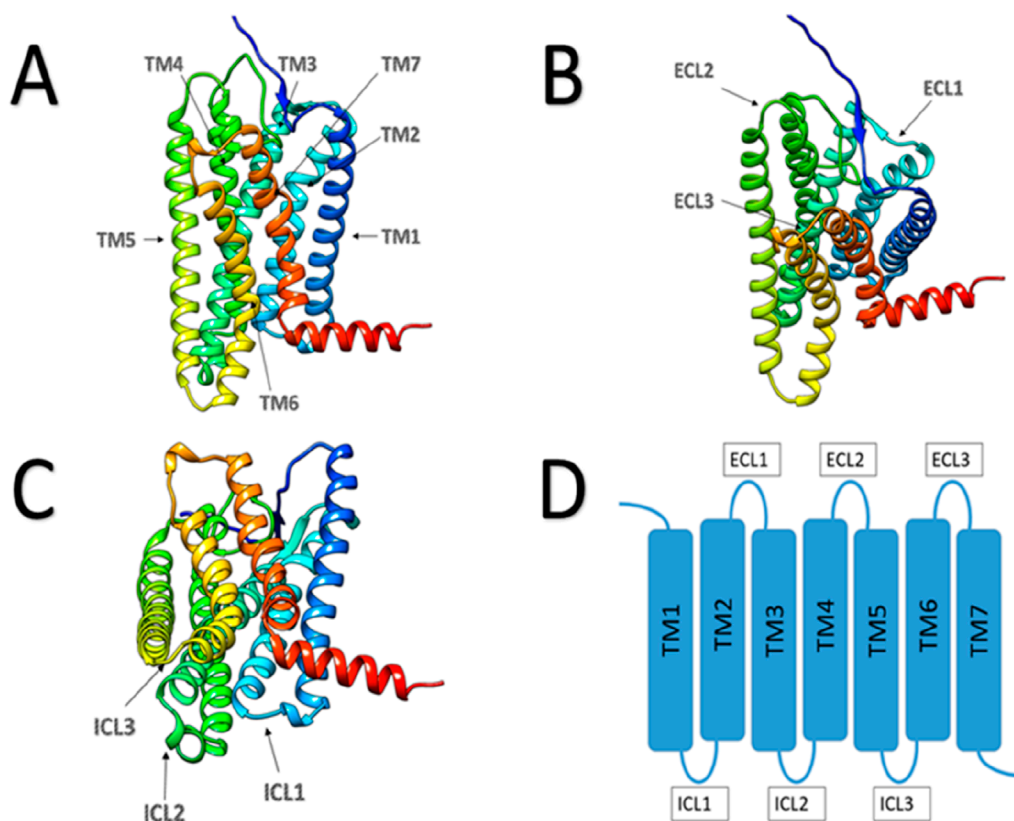 A
TM4
TM3
TM7
TM2
TM5
TM1
TM6
B
ECL2
ECL1
ECL3
C
ICL3
ICL2
ICL1
D
ECL1
ECL2
ECL3
TM1
TM2
TM3
TM4
TM5
TM6
TM7
ICL1
ICL2
ICL3